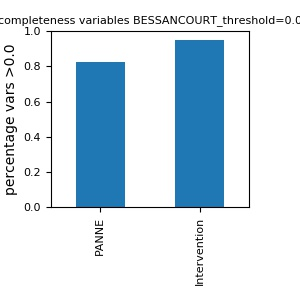 completeness variables BESSANCOURT_threshold=0.0
percentage vars >0.0
1.0
0.8
0.6
0.4
0.2
0.0
PANNE
Intervention